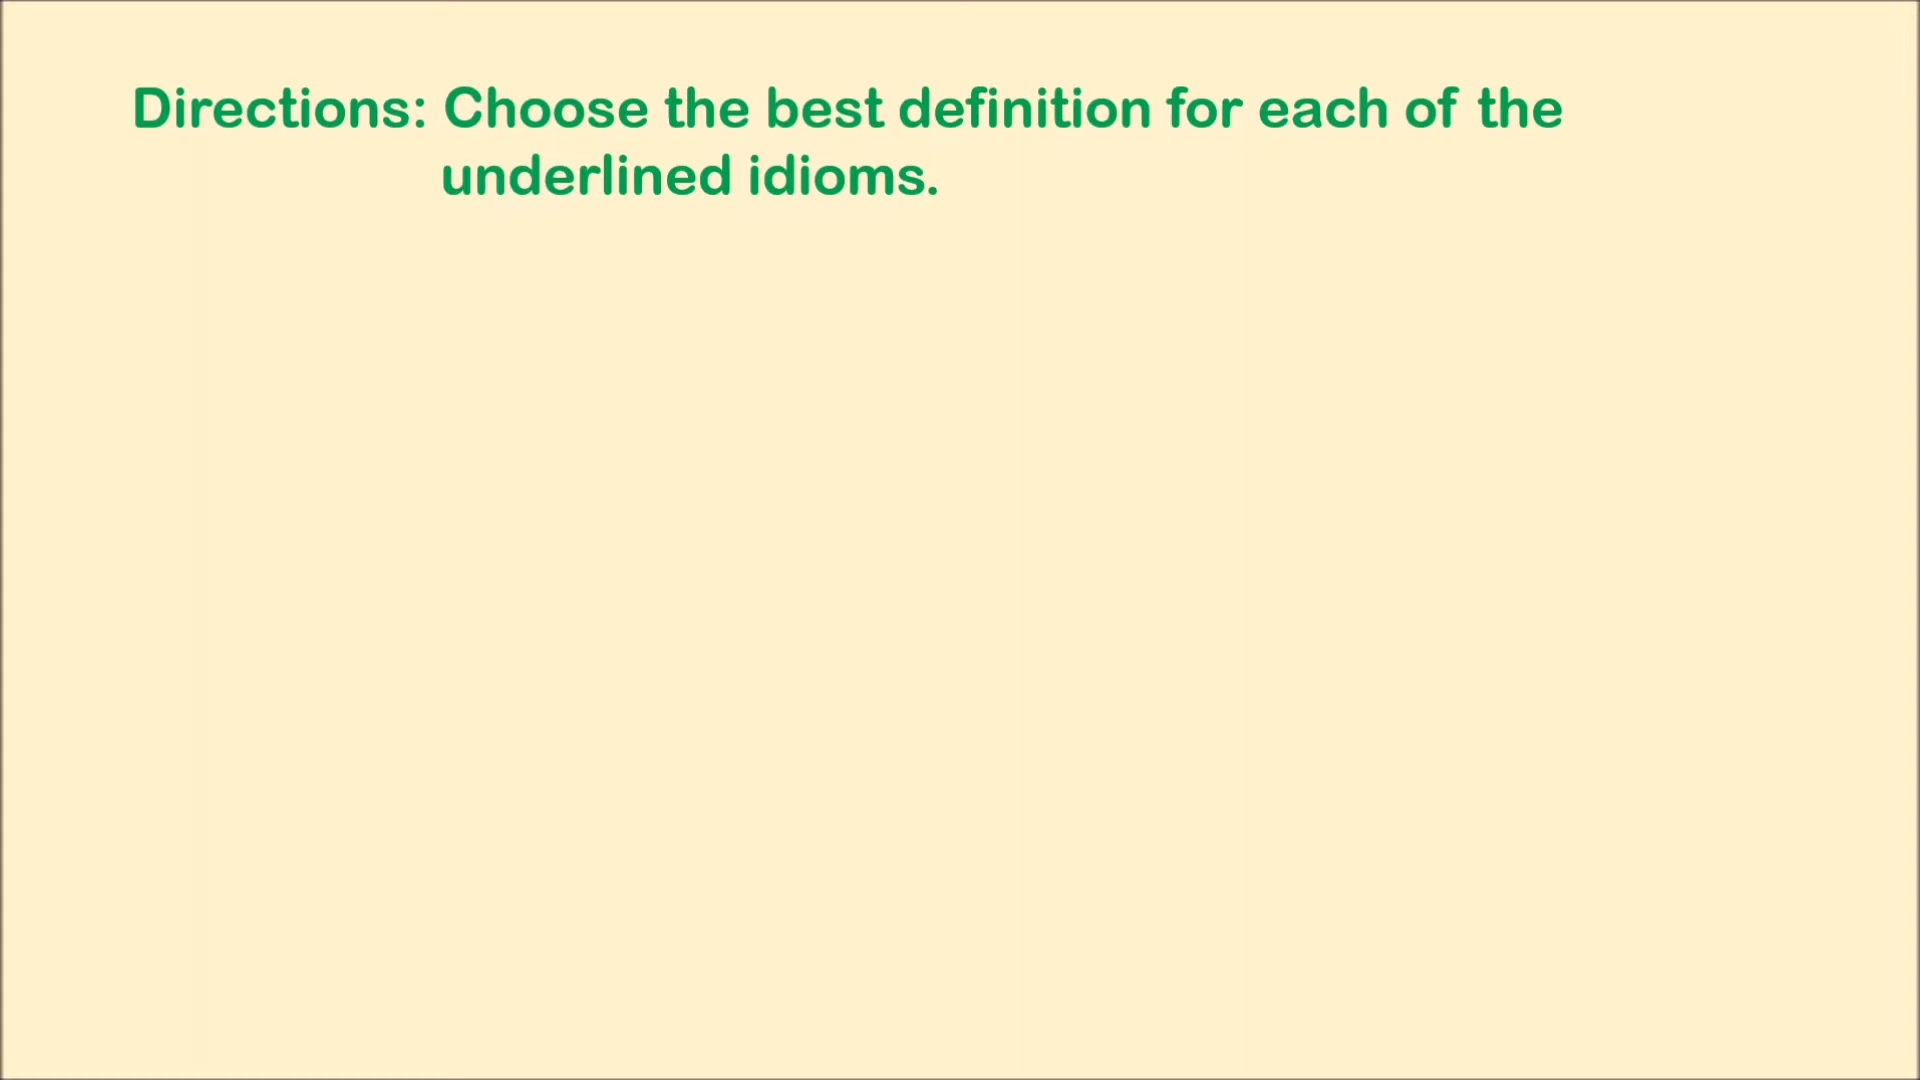 Directions: Choose the best definition for each of the
underlined idioms.